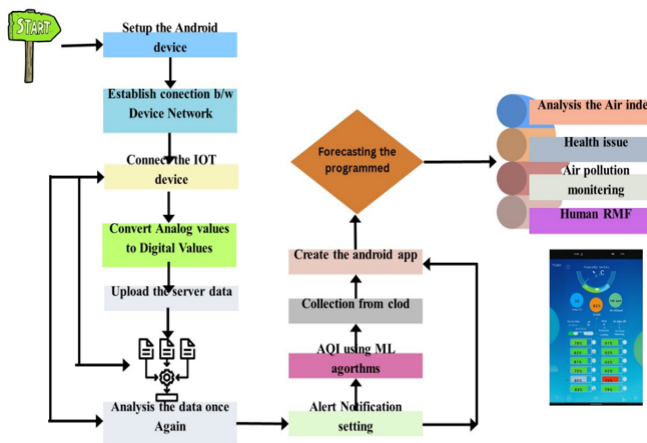 START
Setup the Android
device
Establish conection b/w
Device Network
Connect the IOT
device
Convert Analog values
to Digital Values
Upload the server data
Analysis the data once
Again
Alert Notification
setting
AQI using ML
agorthms
Collection from clod
Create the android app
Forecasting the
programmed
Analysis the Air inde
Health issue
Air pollution
monitering
Human RMF